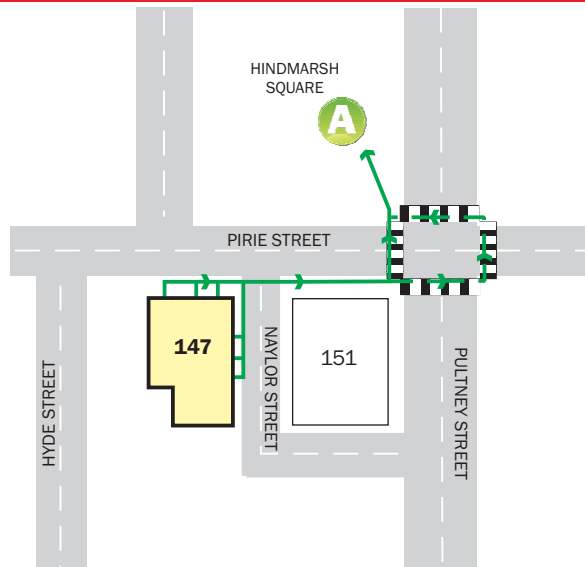 HINDMARSH
SQUARE
A
PIRIE STREET
147
151
HYDE STREET
NAYLOR STREET
PULTNEY STREET